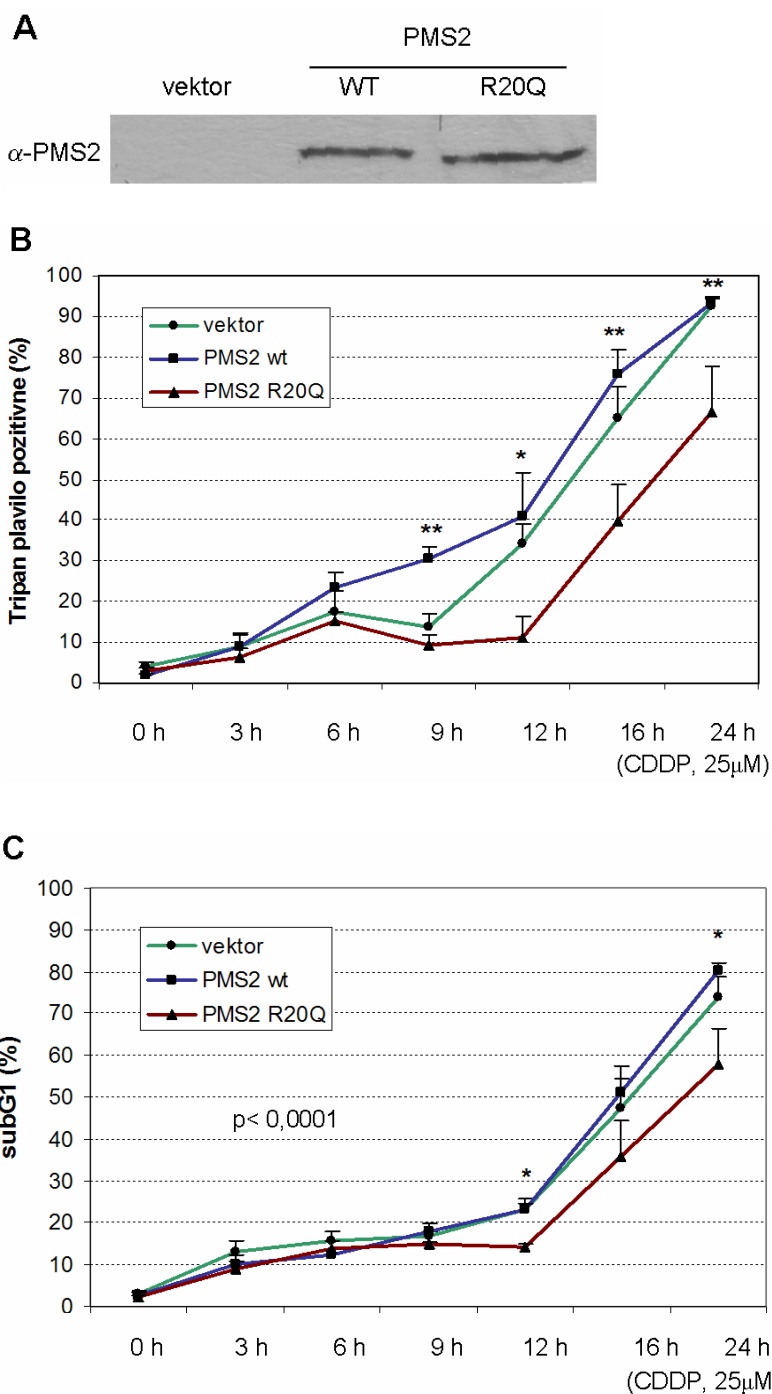 A
PMS2
vektor WT R20Q
α-PMS2
B
100
90
80
70
60
50
40
30
20
10
0
Tripan plavilo pozitivne (%)
vektor
PMS2 wt
PMS2 R20Q
**
*
**
**
0 h 3 h 6 h 9 h 12 h 16 h 24 h
(CDDP, 25μM)
C
100
90
80
70
60
50
40
30
20
10
0
subG1 (%)
vektor
PMS2 wt
PMS2 R20Q
p< 0,0001
*
*
0 h 3 h 6 h 9 h 12 h 16 h 24 h
(CDDP, 25μM